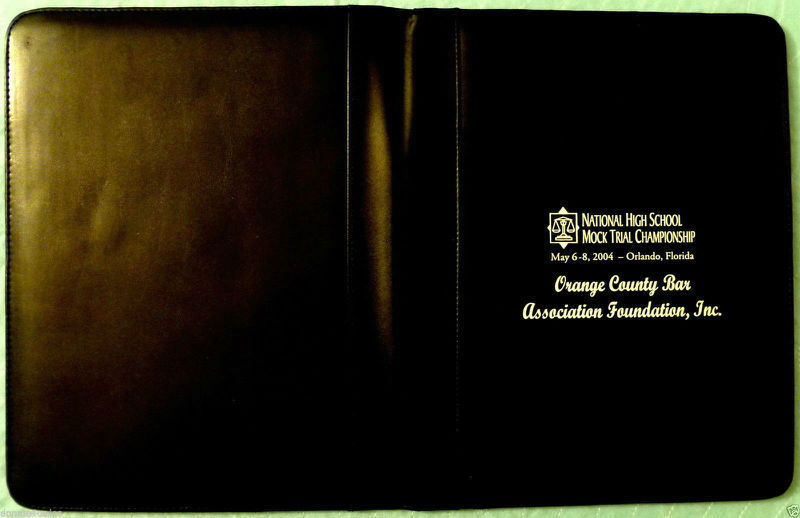 NATIONAL HIGH SCHOOL
MOCK TRIAL CHAMPIONSHIP
May 6-8, 2004 – Orlando, Florida
Orange County Bar
Association Foundation, Inc.